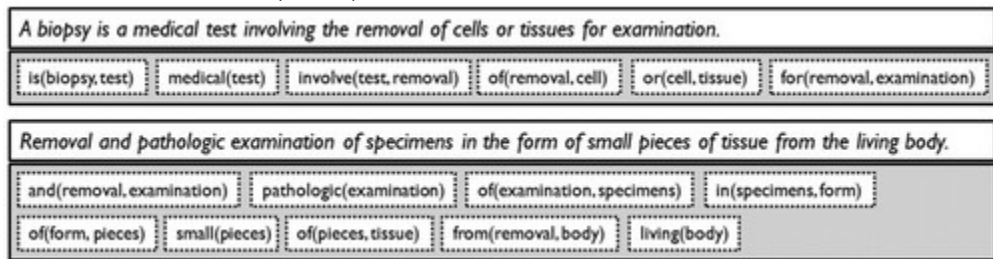 A biopsy is a medical test involving the removal of cells or tissues for examination.
is(biopsy, test) medical(test) involve(test, removal) of(removal, cell) or(cell, tissue) for(removal, examination)
Removal and pathologic examination of specimens in the form of small pieces of tissue from the living body.
and(removal, examination) pathologic(examination) of(examination, specimens) in(specimens, form)
of(form, pieces) small(pieces) of(pieces, tissue) from(removal, body) living(body)